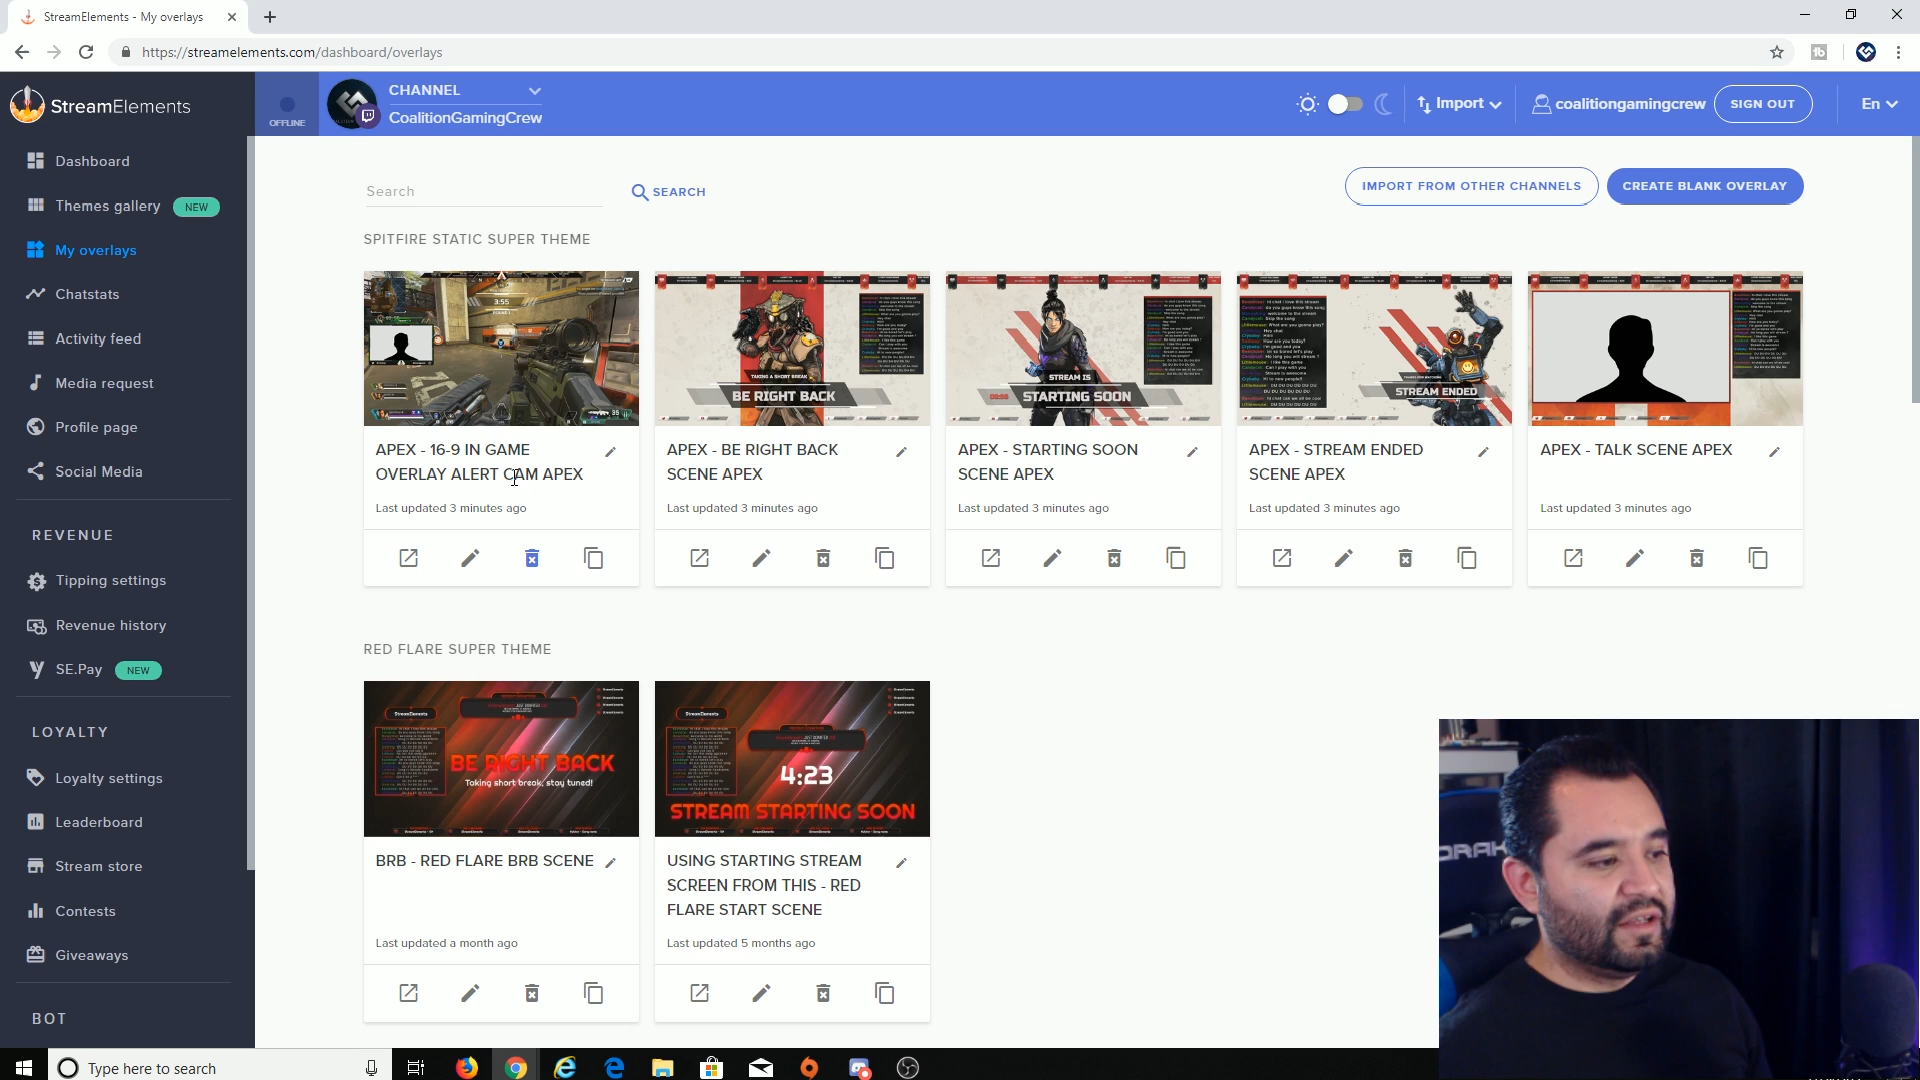 StreamElements - My overlays
https://streamelements.com/dashboard/overlays
StreamElements
OFFLINE
CHANNEL
CoalitionGamingCrew
Import
coalitiongamingcrew
SIGN OUT
En
Dashboard
Themes gallery NEW
My overlays
Chatstats
Activity feed
Media request
Profile page
Social Media
REVENUE
Tipping settings
Revenue history
SE.Pay NEW
LOYALTY
Loyalty settings
Leaderboard
Stream store
Contests
Giveaways
BOT
Search
SEARCH
IMPORT FROM OTHER CHANNELS
CREATE BLANK OVERLAY
SPITFIRE STATIC SUPER THEME
3:55
TAKING A SHORT BREAK
BE RIGHT BACK
STREAM IS
STARTING SOON
STREAM ENDED
APEX - 16-9 IN GAME
OVERLAY ALERT CAM APEX
Last updated 3 minutes ago
APEX - BE RIGHT BACK
SCENE APEX
Last updated 3 minutes ago
APEX - STARTING SOON
SCENE APEX
Last updated 3 minutes ago
APEX - STREAM ENDED
SCENE APEX
Last updated 3 minutes ago
APEX - TALK SCENE APEX
Last updated 3 minutes ago
RED FLARE SUPER THEME
StreamElements
BE RIGHT BACK
Taking short break, stay tuned!
StreamElements
4:23
STREAM STARTING SOON
BRB - RED FLARE BRB SCENE
Last updated a month ago
USING STARTING STREAM
SCREEN FROM THIS - RED
FLARE START SCENE
Last updated 5 months ago
Type here to search